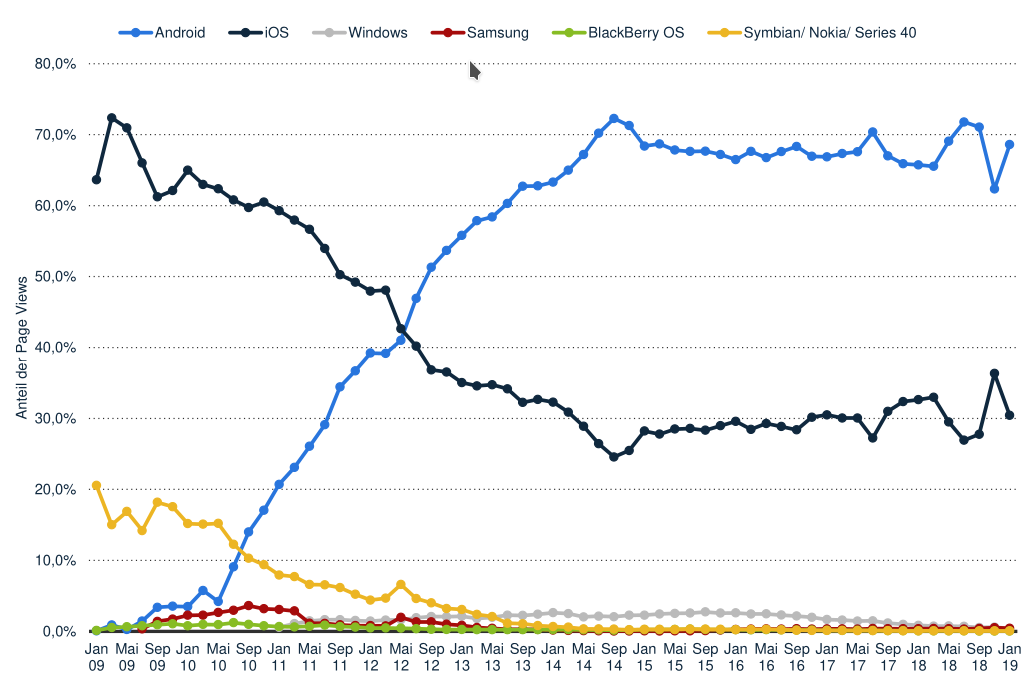 Android iOS Windows Samsung BlackBerry OS Symbian/ Nokia/ Series 40
80,0%
70,0%
60,0%
50,0%
40,0%
30,0%
20,0%
10,0%
0,0%
Anteil der Page Views
Jan Mai Sep Jan Mai Sep Jan Mai Sep Jan Mai Sep Jan Mai Sep Jan Mai Sep Jan Mai Sep Jan Mai Sep Jan Mai Sep Jan Mai Sep Jan
09 09 09 10 10 10 11 11 11 12 12 12 13 13 13 14 14 14 15 15 15 16 16 16 17 17 17 18 18 18 19